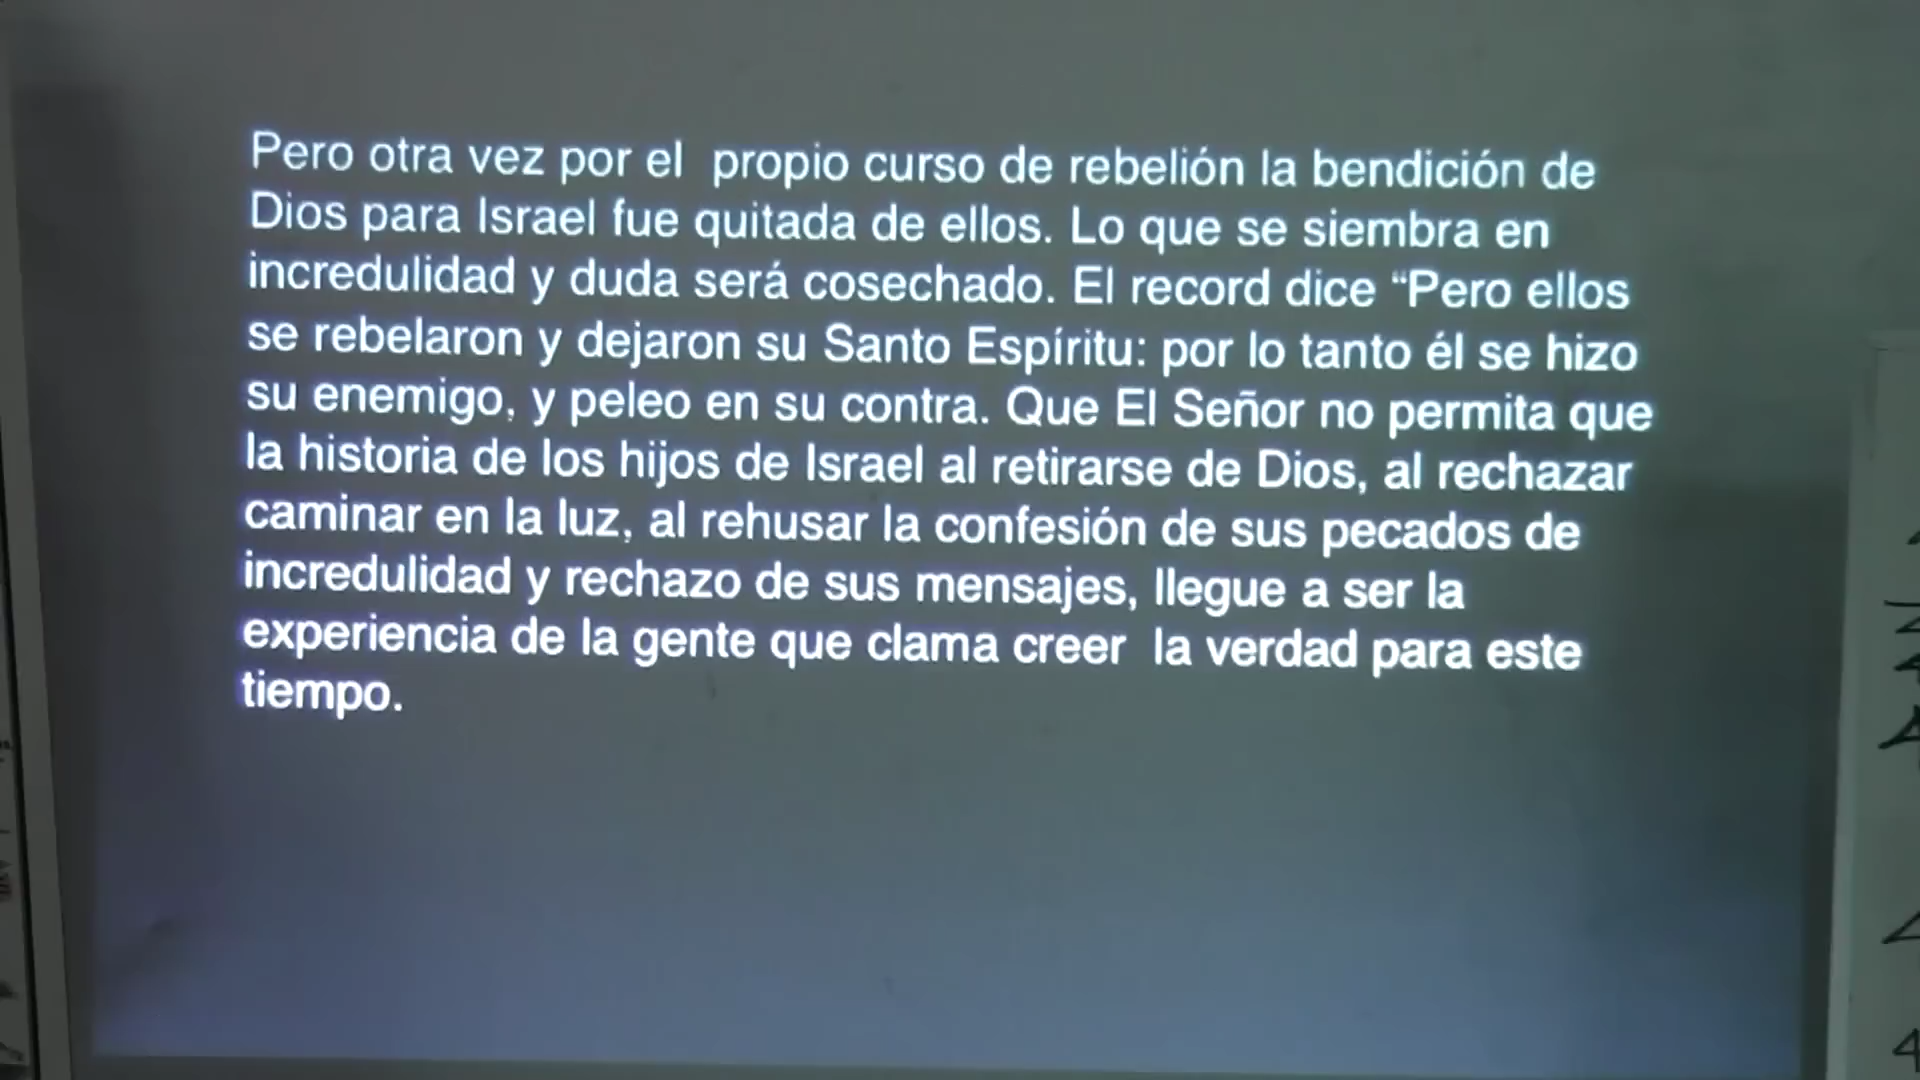 Pero otra vez por el  propio curso de rebelión la bendición de
Dios para Israel fue quitada de ellos. Lo que se siembra en
incredulidad y duda será cosechado. El record dice “Pero ellos
se rebelaron y dejaron su Santo Espíritu: por lo tanto él se hizo
su enemigo, y peleo en su contra. Que El Señor no permita que
la historia de los hijos de Israel al retirarse de Dios, al rechazar
caminar en la luz, al rehusar la confesión de sus pecados de
incredulidad y rechazo de sus mensajes, llegue a ser la
experiencia de la gente que clama creer  la verdad para este
tiempo.